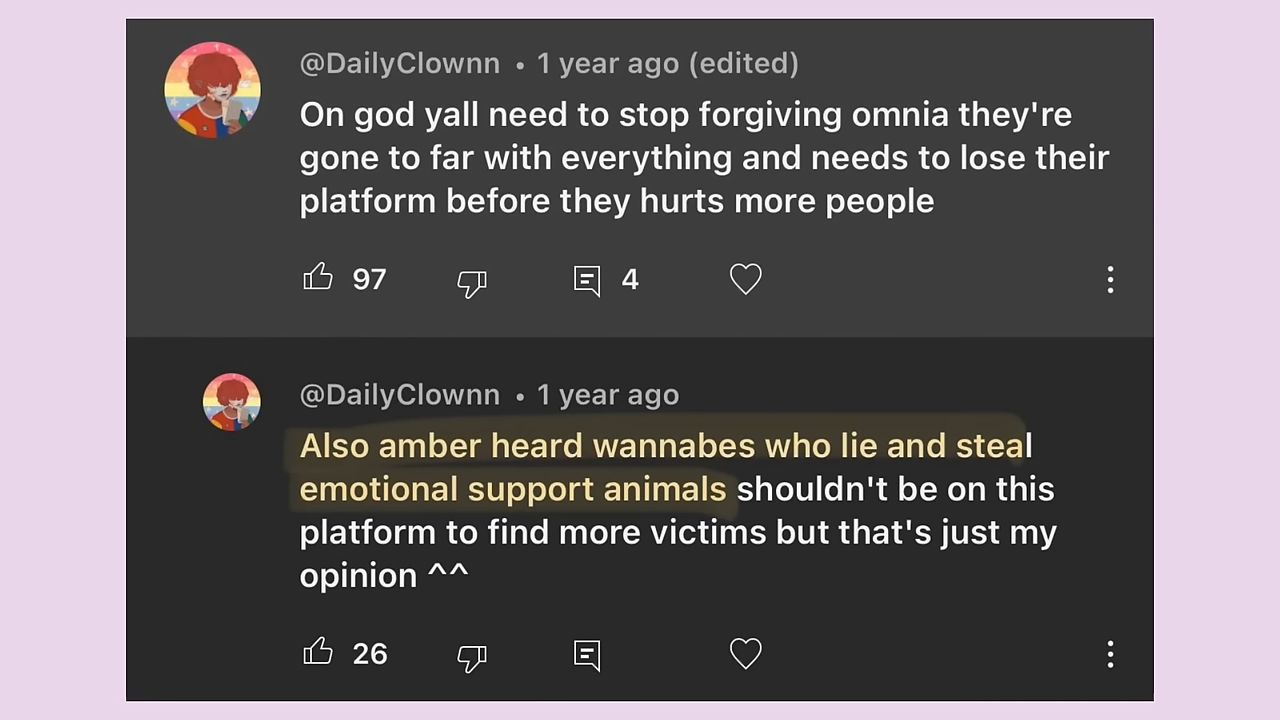 @DailyClownn • 1 year ago (edited)
On god yall need to stop forgiving omnia they're
gone to far with everything and needs to lose their
platform before they hurts more people
97 4
@DailyClownn • 1 year ago
Also amber heard wannabes who lie and steal
emotional support animals shouldn't be on this
platform to find more victims but that's just my
opinion ^^
26